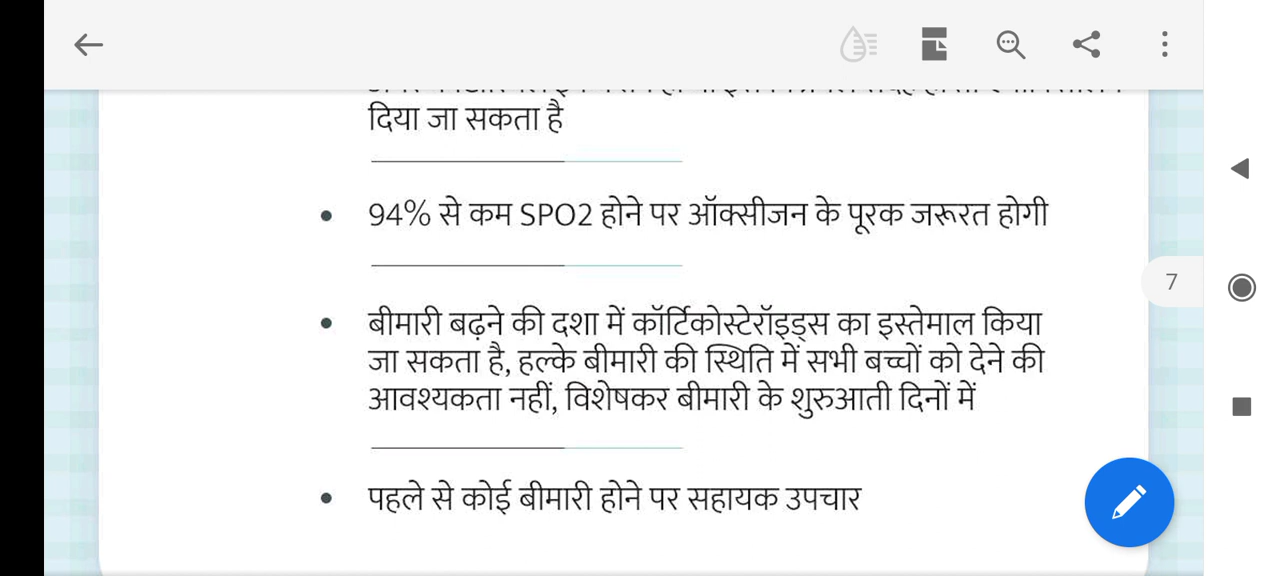 दिया जा सकता है
94% से कम SPO2 होने पर ऑक्सीजन के पूरक जरूरत होगी
7
बीमारी बढ़ने की दशा में कॉर्टिकोस्टेरॉइड्स का इस्तेमाल किया
जा सकता है, हल्के बीमारी की स्थिति में सभी बच्चों को देने की
आवश्यकता नहीं, विशेषकर बीमारी के शुरुआती दिनों में
पहले से कोई बीमारी होने पर सहायक उपचार